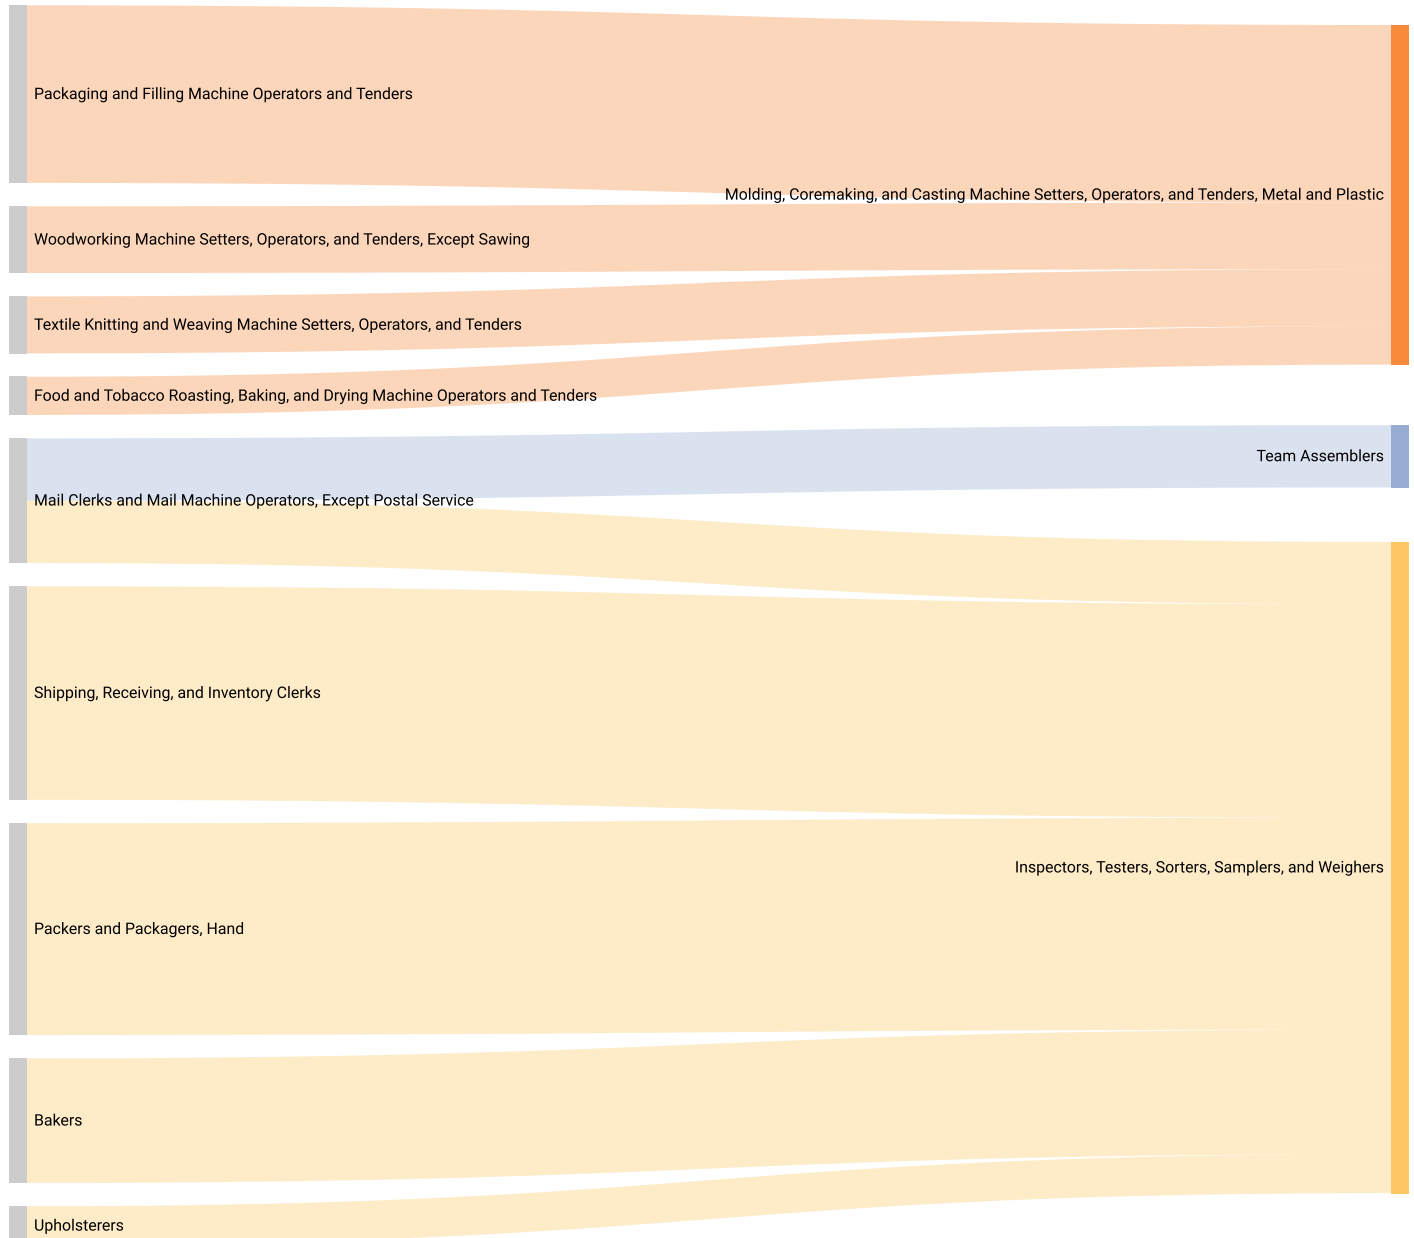 Packaging and Filling Machine Operators and Tenders
Molding, Coremaking, and Casting Machine Setters, Operators, and Tenders, Metal and Plastic
Woodworking Machine Setters, Operators, and Tenders, Except Sawing
Textile Knitting and Weaving Machine Setters, Operators, and Tenders
Food and Tobacco Roasting, Baking, and Drying Machine Operators and Tenders
Team Assemblers
Mail Clerks and Mail Machine Operators, Except Postal Service
Shipping, Receiving, and Inventory Clerks
Inspectors, Testers, Sorters, Samplers, and Weighers
Packers and Packagers, Hand
Bakers
Upholsterers